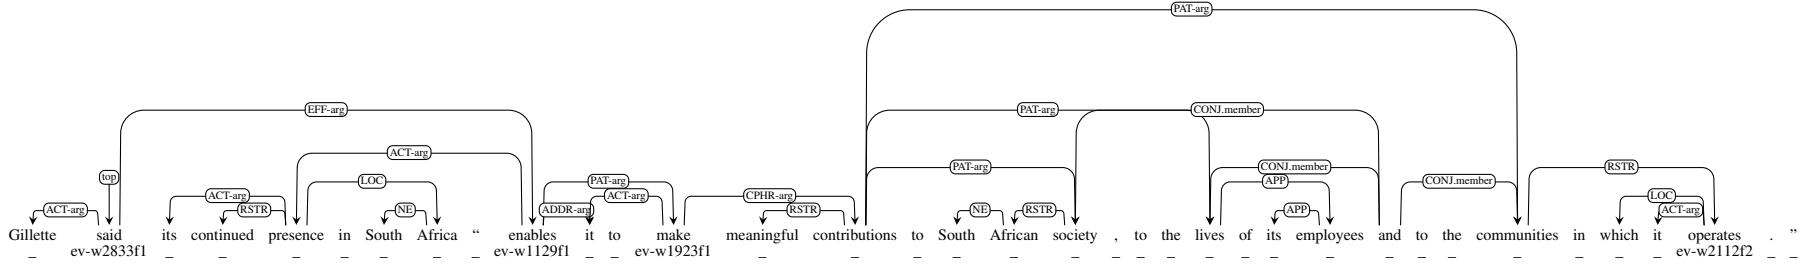 PAT-arg
EFF-arg PAT-arg CONJ.member
ACT-arg
PAT-arg CONJ.member RSTR
top LOC PAT-arg APP CONJ.member
ACT-arg ACT-arg CPHR-arg LOC
ACT-arg RSTR NE ADDR-arg RSTR NE RSTR APP ACT-arg
Gillette said its continued presence in South Africa “ enables it to make meaningful contributions to South African society , to the lives of its employees and to the communities in which it operates . ”
_ ev-w2833f1 _ _ _ _ _ _ _ ev-w1129f1 _ _ ev-w1923f1 _ _ _ _ _ _ _ _ _ _ _ _ _ _ _ _ _ _ _ _ ev-w2112f2 _ _